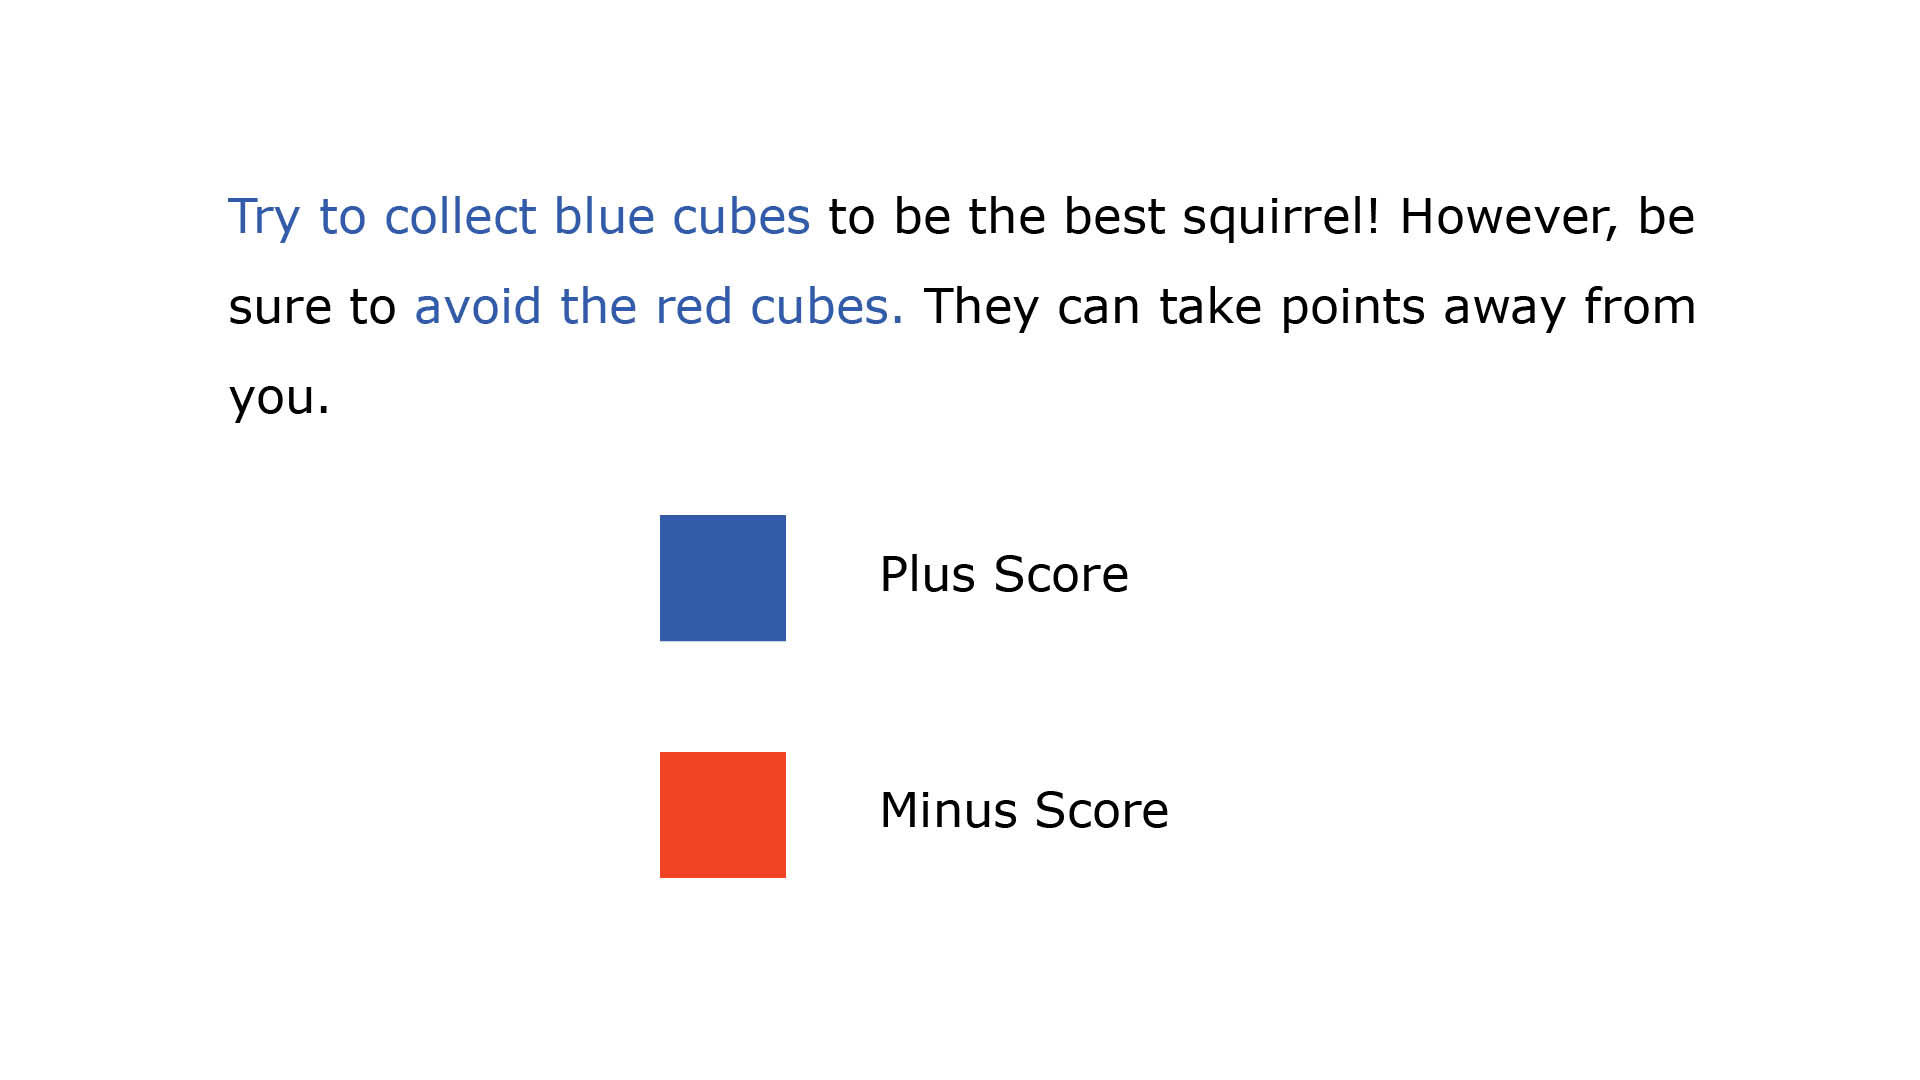 Try to collect blue cubes to be the best squirrel! However, be
sure to avoid the red cubes. They can take points away from
you.
Plus Score
Minus Score